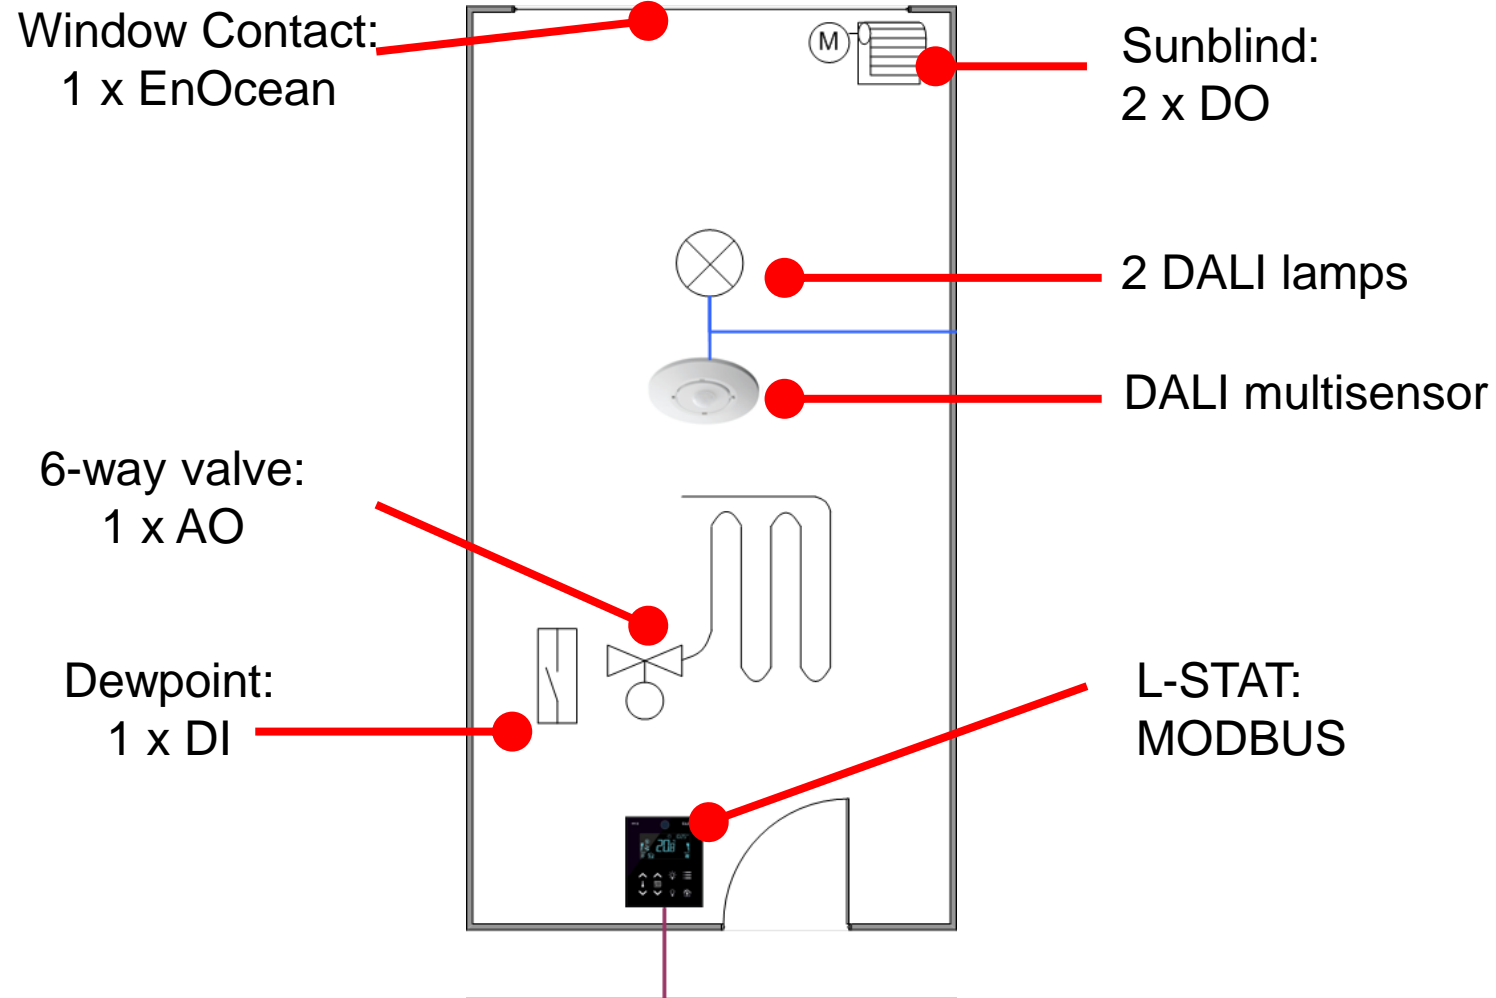 Window Contact:
1 x EnOcean
M
Sunblind:
2 x DO
2 DALI lamps
DALI multisensor
6-way valve:
1 x AO
Dewpoint:
1 x DI
L-STAT:
MODBUS